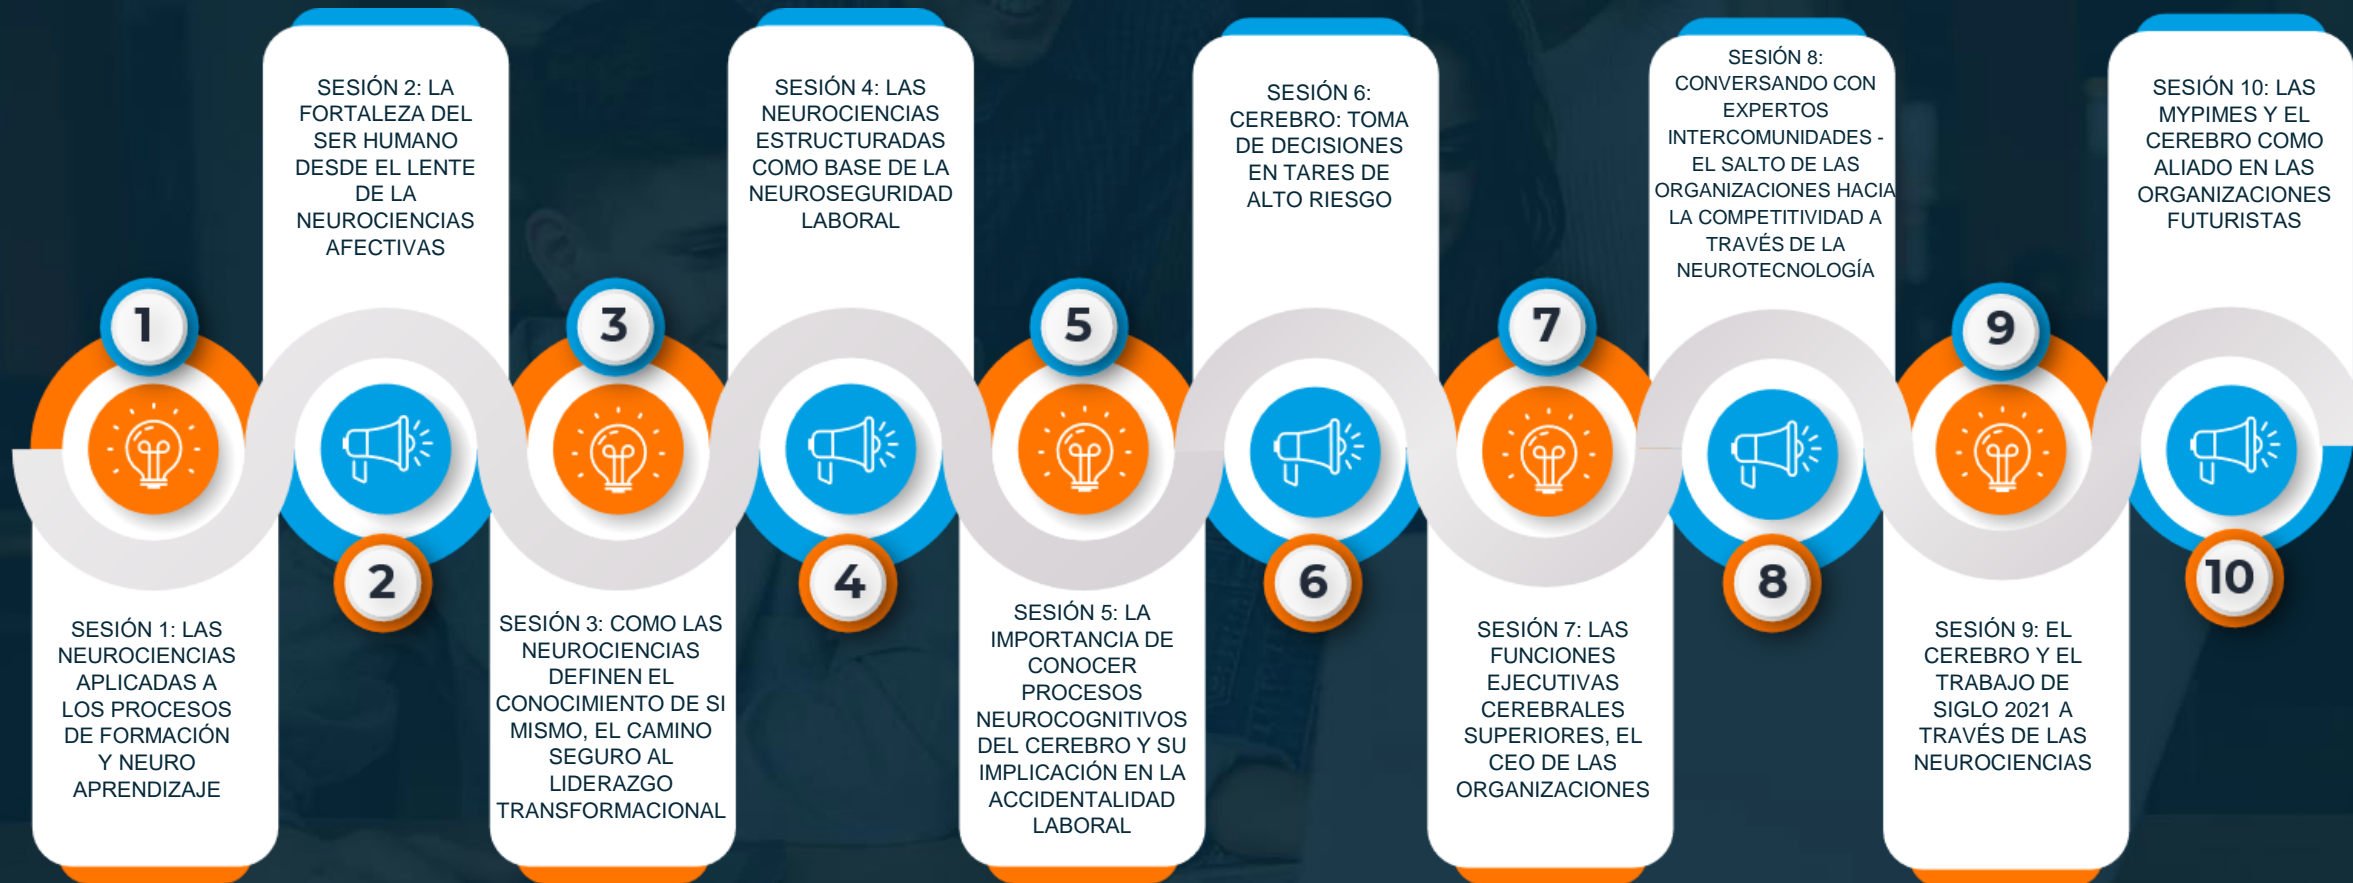 1
SESIÓN 1: LAS
NEUROCIENCIAS
APLICADAS A
LOS PROCESOS
DE FORMACIÓN
Y NEURO
APRENDIZAJE
SESIÓN 2: LA
FORTALEZA DEL
SER HUMANO
DESDE EL LENTE
DE LA
NEUROCIENCIAS
AFECTIVAS
2
3
SESIÓN 3: COMO LAS
NEUROCIENCIAS
DEFINEN EL
CONOCIMIENTO DE SI
MISMO, EL CAMINO
SEGURO AL
LIDERAZGO
TRANSFORMACIONAL
SESIÓN 4: LAS
NEUROCIENCIAS
ESTRUCTURADAS
COMO BASE DE LA
NEUROSEGURIDAD
LABORAL
4
5
SESIÓN 5: LA
IMPORTANCIA DE
CONOCER
PROCESOS
NEUROCOGNITIVOS
DEL CEREBRO Y SU
IMPLICACIÓN EN LA
ACCIDENTALIDAD
LABORAL
SESIÓN 6:
CEREBRO: TOMA
DE DECISIONES
EN TARES DE
ALTO RIESGO
6
7
SESIÓN 7: LAS
FUNCIONES
EJECUTIVAS
CEREBRALES
SUPERIORES, EL
CEO DE LAS
ORGANIZACIONES
SESIÓN 8:
CONVERSANDO CON
EXPERTOS
INTERCOMUNIDADES -
EL SALTO DE LAS
ORGANIZACIONES HACIA
LA COMPETITIVIDAD A
TRAVÉS DE LA
NEUROTECNOLOGÍA
8
9
SESIÓN 9: EL
CEREBRO Y EL
TRABAJO DE
SIGLO 2021 A
TRAVÉS DE LAS
NEUROCIENCIAS
SESIÓN 10: LAS
MYPIMES Y EL
CEREBRO COMO
ALIADO EN LAS
ORGANIZACIONES
FUTURISTAS
10